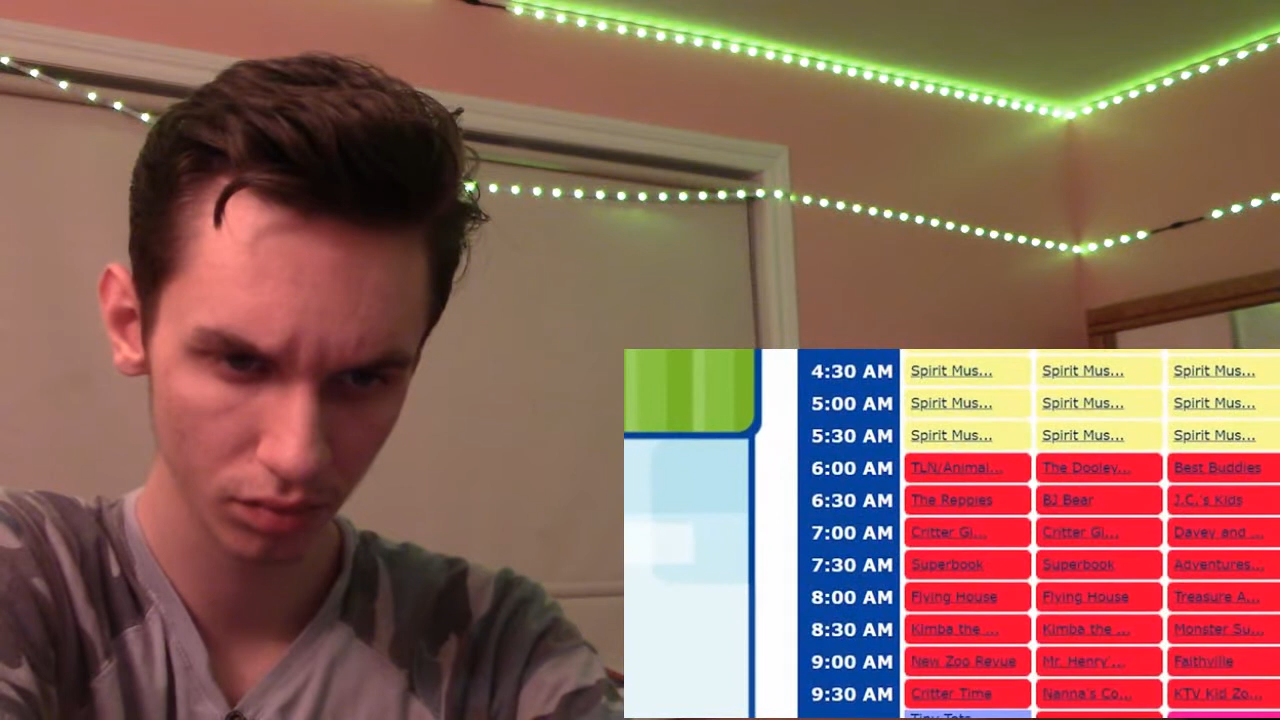 4:30 AM Spirit Mus... Spirit Mus... Spirit Mus...
5:00 AM Spirit Mus... Spirit Mus... Spirit Mus...
5:30 AM Spirit Mus... Spirit Mus... Spirit Mus...
6:00 AM TLN/Animal... The Dooley... Best Buddies
6:30 AM The Reppies BJ Bear J.C.'s Kids
7:00 AM Critter Gi... Critter Gi... Davey and ...
7:30 AM Superbook Superbook Adventures...
8:00 AM Flying House Flying House Treasure A...
8:30 AM Kimba the ... Kimba the ... Monster Su...
9:00 AM New Zoo Revue Mr. Henry'... Faithville
9:30 AM Critter Time Nanna's Co... KTV Kid Zo...
Tiny Tots